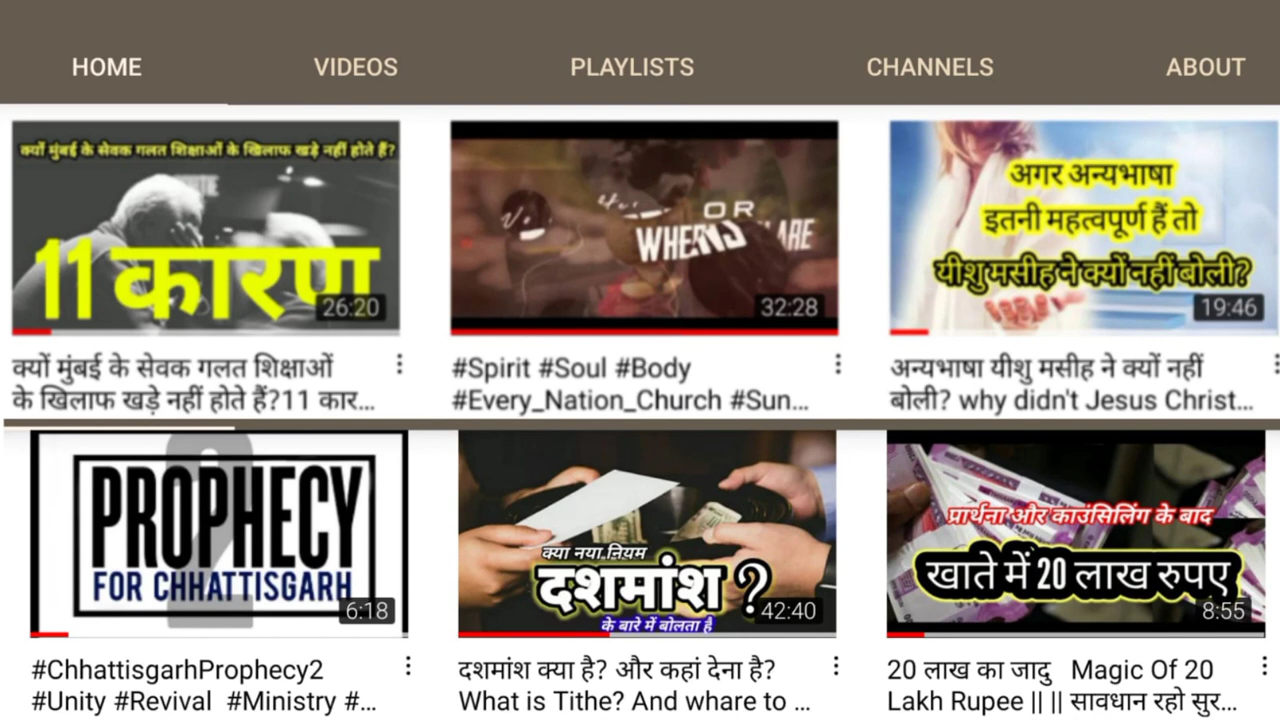 HOME VIDEOS PLAYLISTS CHANNELS ABOUT
क्यों मुंबई के सेवक गलत शिक्षाओं के खिलाफ खड़े नहीं होते हैं?
11 कारण
26:20
क्यों मुंबई के सेवक गलत शिक्षाओं
के खिलाफ खड़े नहीं होते हैं?11 कार...
OR
32:28
#Spirit #Soul #Body
#Every_Nation_Church #Sun...
अगर अन्यभाषा
इतनी महत्वपूर्ण हैं तो
यीशु मसीह ने क्यों नहीं बोली?
19:46
अन्यभाषा यीशु मसीह ने क्यों नहीं
बोली? why didn't Jesus Christ...
2
PROPHECY
FOR CHHATTISGARH
6:18
#ChhattisgarhProphecy2
#Unity #Revival #Ministry #...
क्या नया नियम
दशमांश ?
के बारे में बोलता है
42:40
दशमांश क्या है? और कहां देना है?
What is Tithe? And whare to ...
प्रार्थना और काउंसिलिंग के बाद
खाते में 20 लाख रुपए
8:55
20 लाख का जादु Magic Of 20
Lakh Rupee || || सावधान रहो सुर...